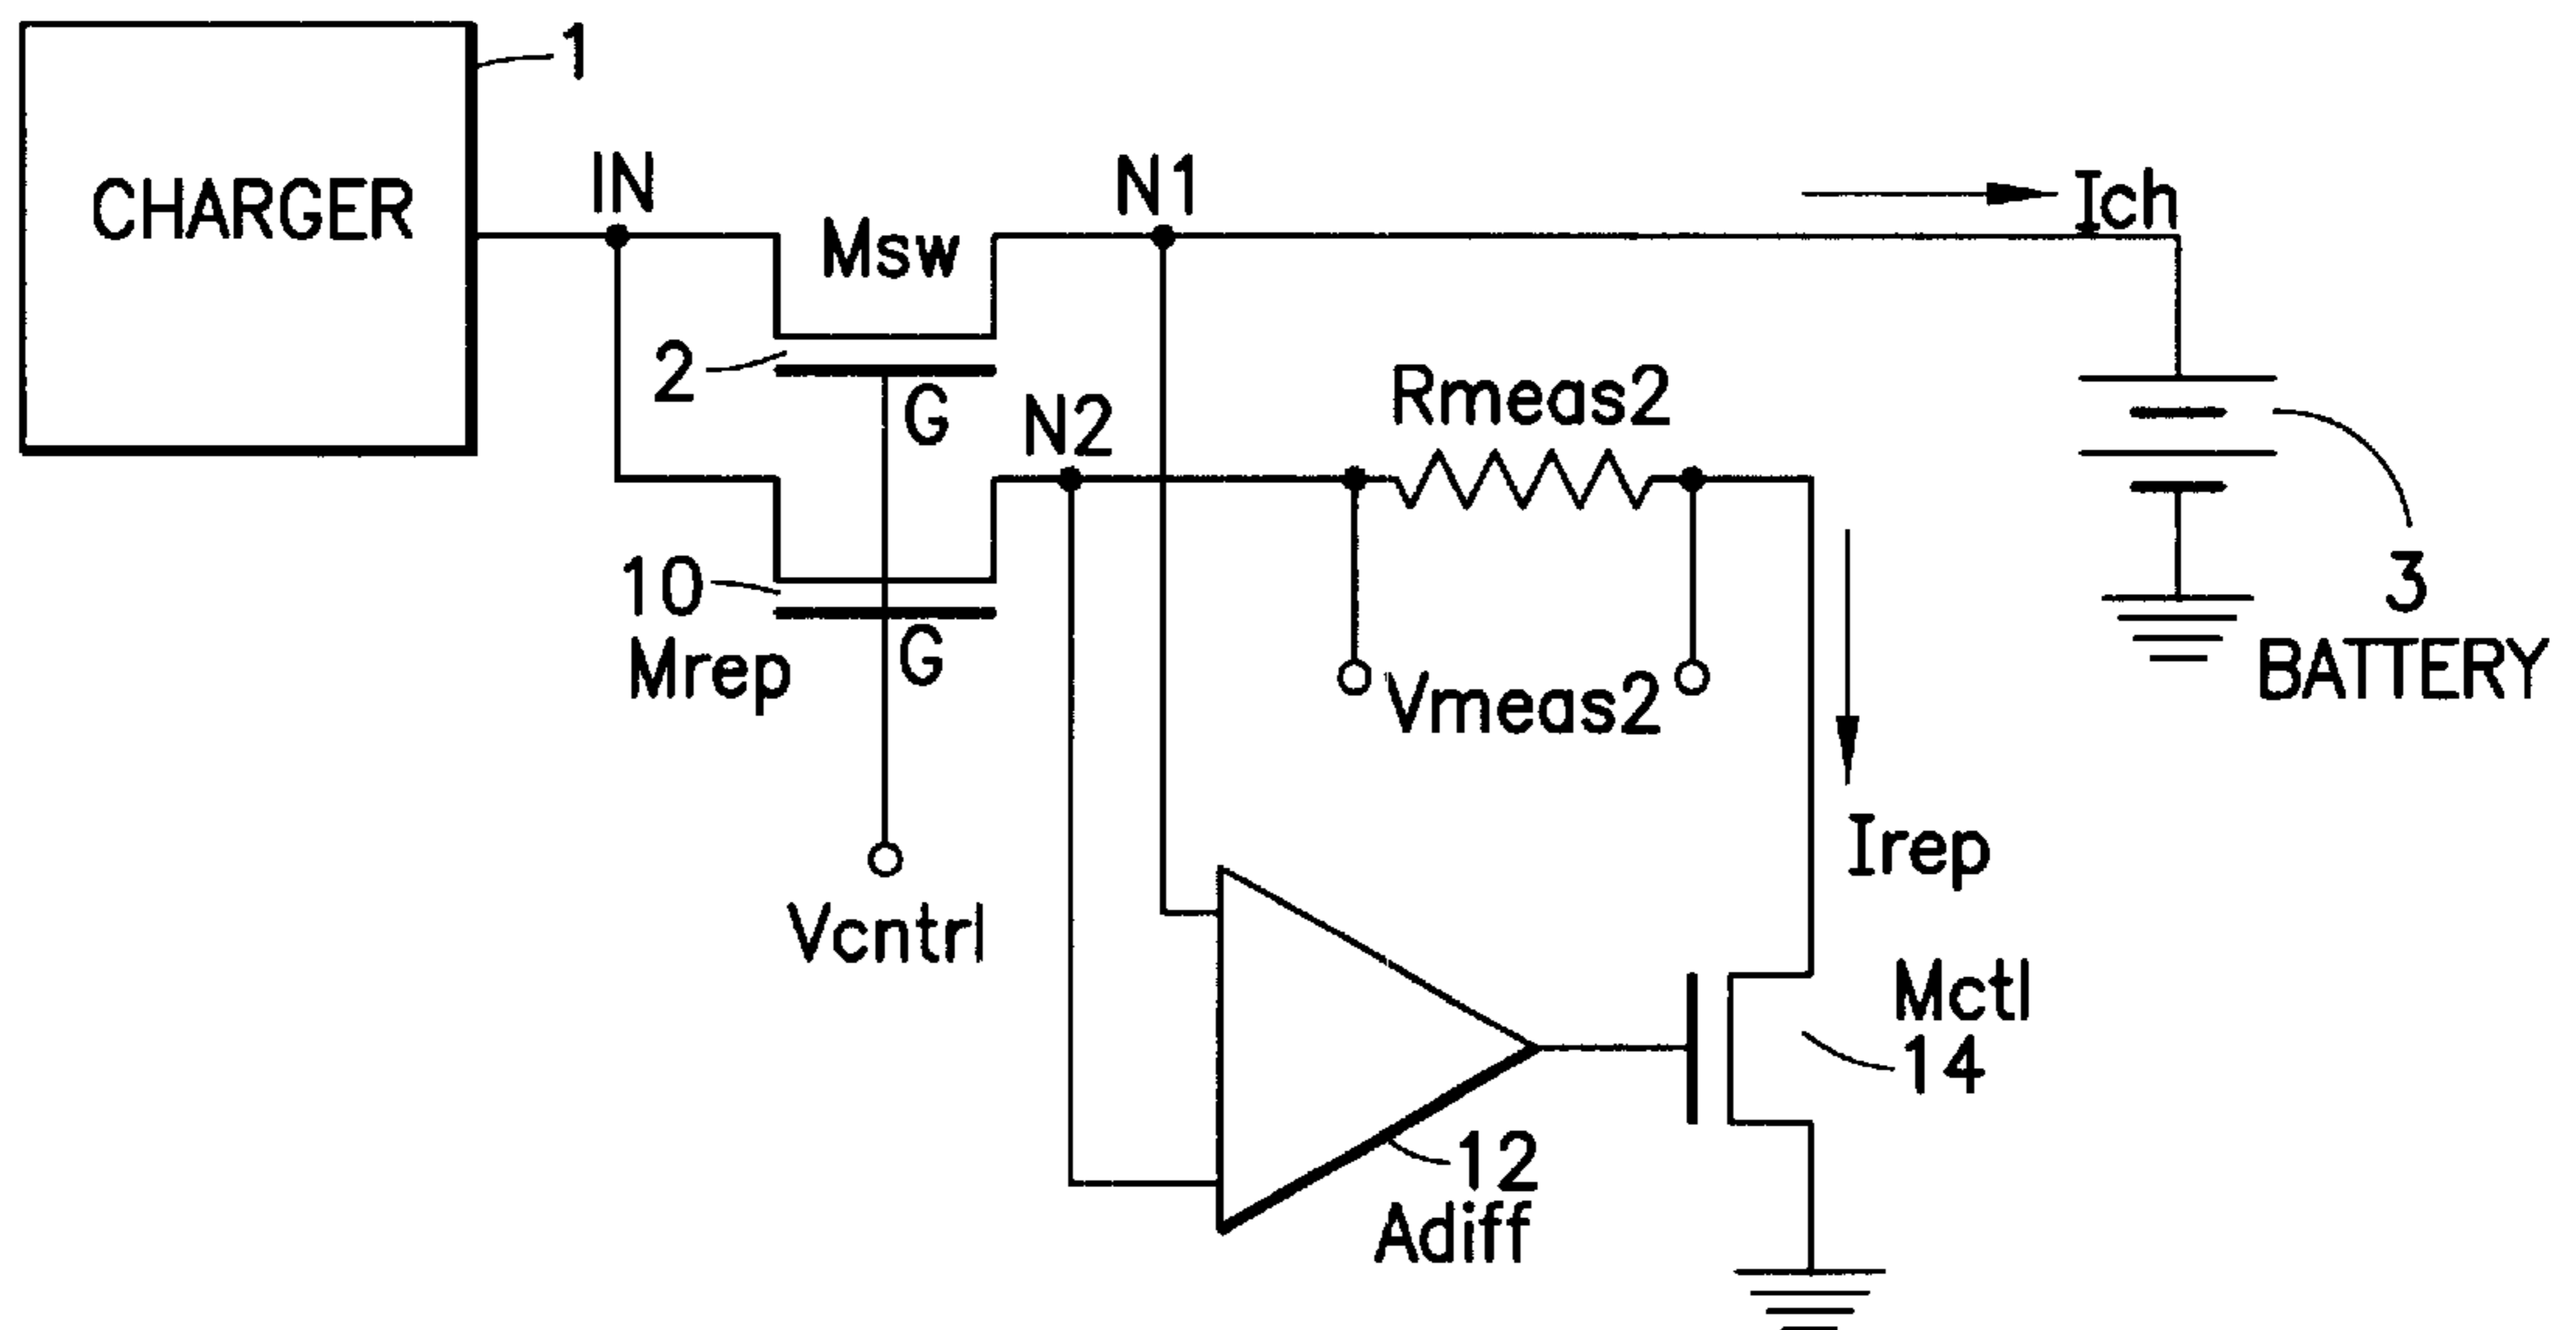 1
CHARGER
IN
Msw
N1
Ich
2
G
N2
Rmeas2
10
Mrep
G
Vmeas2
3
BATTERY
Vcntrl
Irep
Mctl
14
12
Adiff